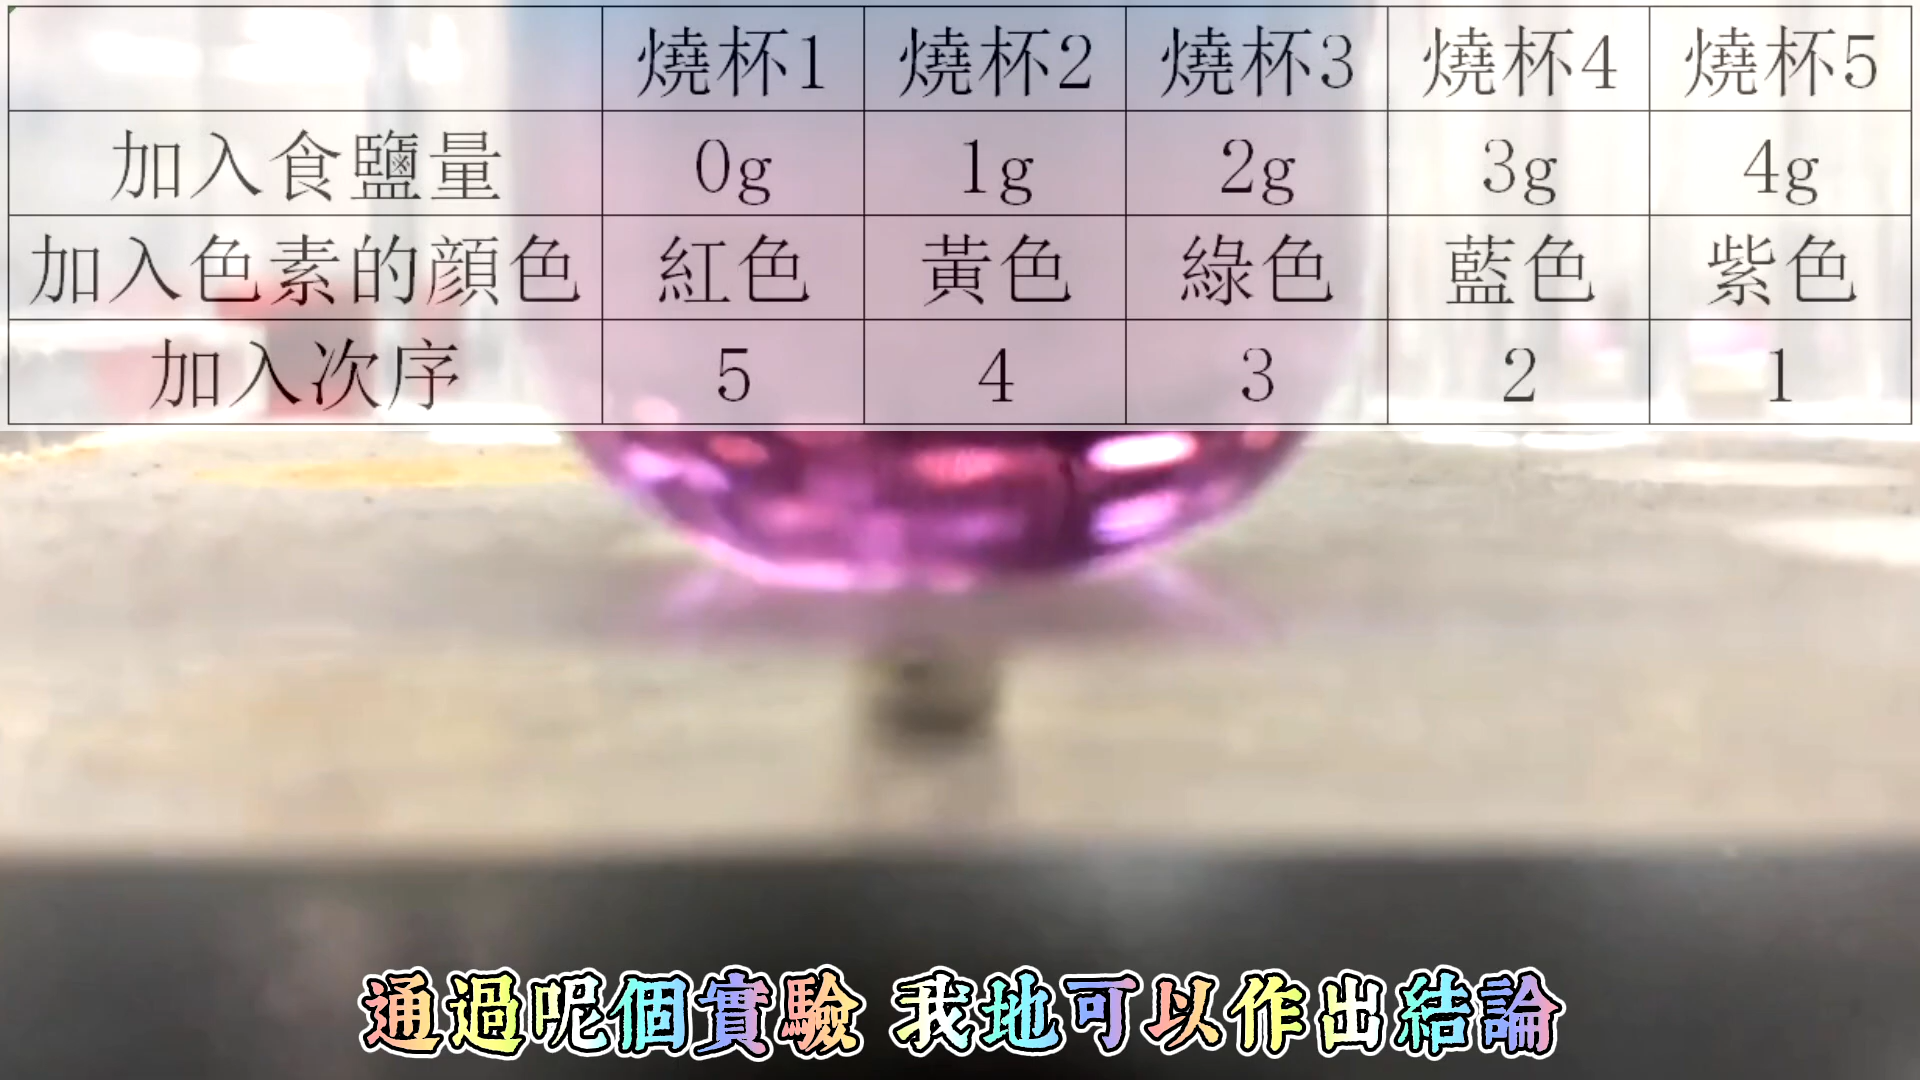 燒杯1 燒杯2 燒杯3 燒杯4 燒杯5
加入食鹽量 0g 1g 2g 3g 4g
加入色素的顏色 紅色 黃色 綠色 藍色 紫色
加入次序 5 4 3 2 1
通過呢個實驗 我地可以作出結論